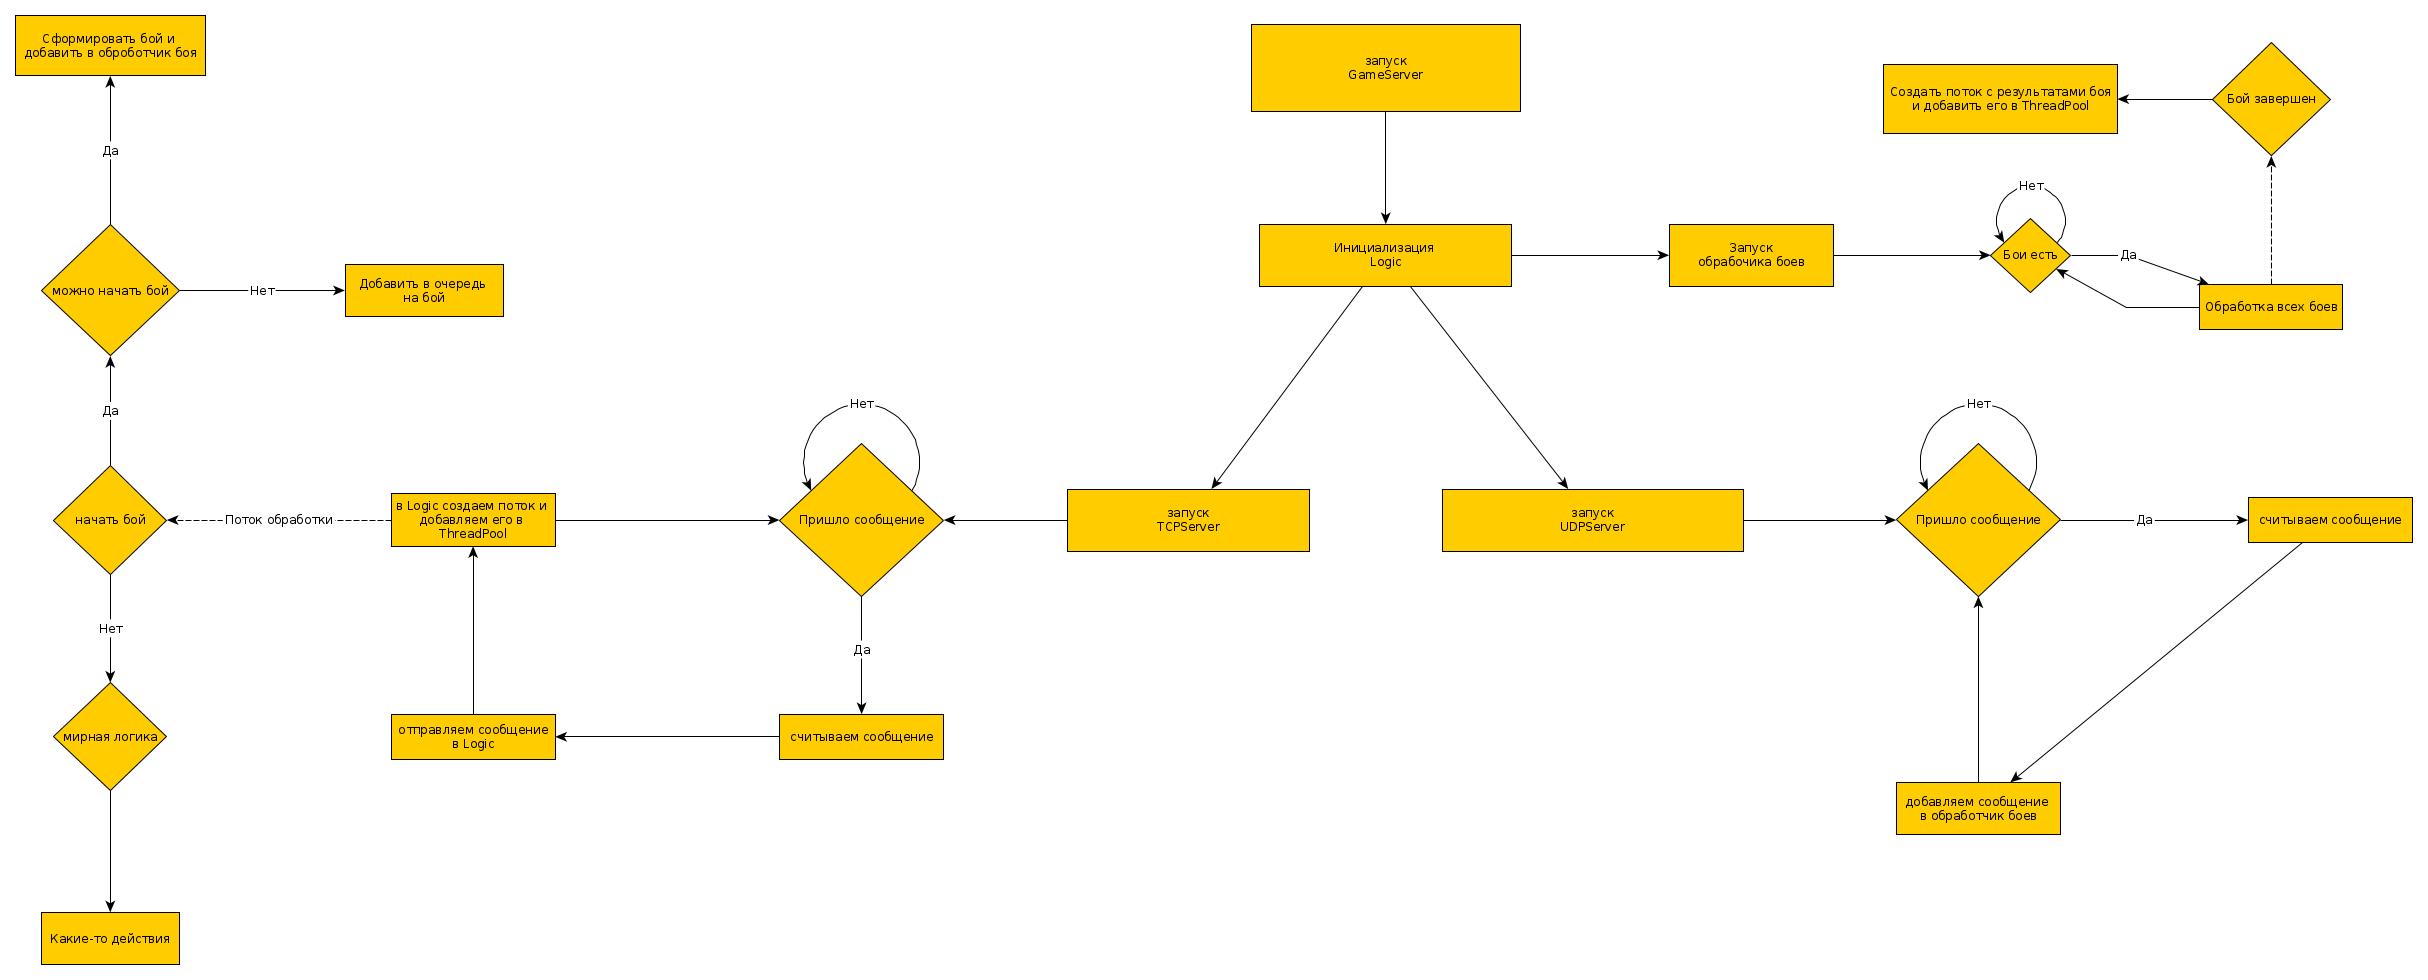 Сформировать бой и
добавить в оброботчик боя
запуск
GameServer
Создать поток с результатами боя
и добавить его в ThreadPool
Бой завершен
Да
Нет
Инициализация
Logic
Запуск
обрабочика боев
Бои есть
Да
Обработка всех боев
можно начать бой
Нет
Добавить в очередь
на бой
Да
Нет
Нет
начать бой
Поток обработки
в Logic создаем поток и
добавляем его в
ThreadPool
Пришло сообщение
запуск
TCPServer
запуск
UDPServer
Пришло сообщение
Да
считываем сообщение
Нет
Да
мирная логика
отправляем сообщение
в Logic
считываем сообщение
добавляем сообщение
в обработчик боев
Какие-то действия